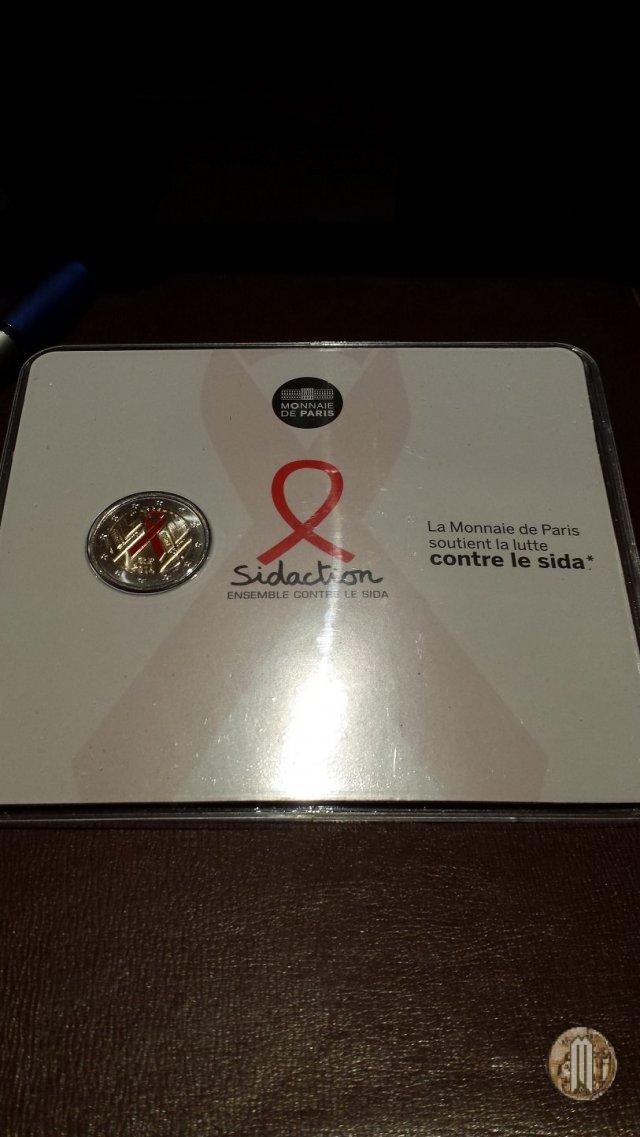 MONNAIE
DE PARIS
Sidaction
ENSEMBLE CONTRE LE SIDA
La Monnaie de Paris
soutient la lutte
contre le sida*